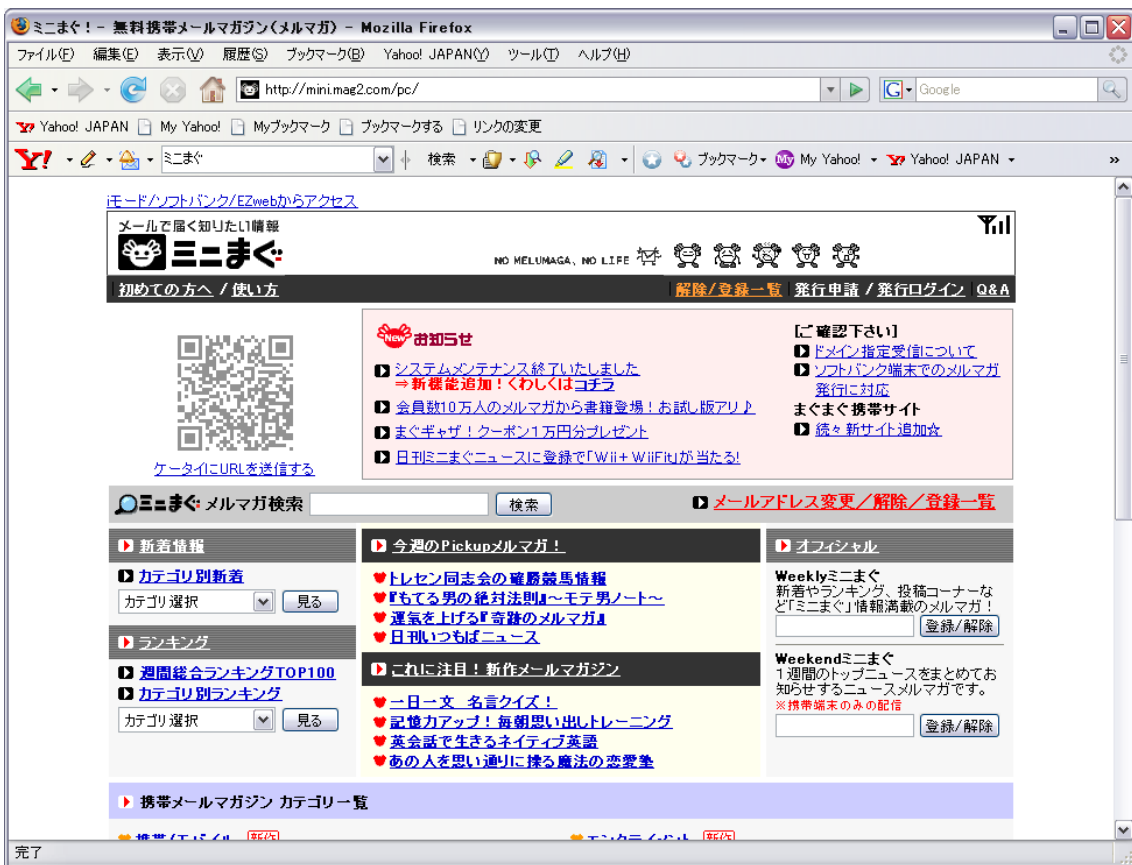 ミニまぐ！- 無料携帯メールマガジン(メルマガ) - Mozilla Firefox
ファイル(F) 編集(E) 表示(V) 履歴(S) ブックマーク(B) Yahoo! JAPAN(Y) ツール(T) ヘルプ(H)
http://mini.mag2.com/pc/ G Google
Yahoo! JAPAN My Yahoo! Myブックマーク ブックマークする リンクの変更
Y! ミニまぐ 検索 ブックマーク My My Yahoo! Yahoo! JAPAN »
iモード/ソフトバンク/EZwebからアクセス
メールで届く知りたい情報
ミニまぐ NO MELUMAGA, NO LIFE
初めての方へ / 使い方 解除/登録一覧 発行申請 / 発行ログイン Q&A
New お知らせ
システムメンテナンス終了いたしました
⇒新機能追加！くわしくはコチラ
会員数10万人のメルマガから書籍登場！お試し版アリ♪
まぐギャザ！クーポン1万円分プレゼント
日刊ミニまぐニュースに登録で「Wii+WiiFit」が当たる!
[ご確認下さい]
ドメイン指定受信について
ソフトバンク端末でのメルマガ
発行に対応
まぐまぐ携帯サイト
続々新サイト追加☆
ケータイにURLを送信する
ミニまぐ メルマガ検索 検索 メールアドレス変更／解除／登録一覧
新着情報
カテゴリ別新着
カテゴリ選択 見る
ランキング
週間総合ランキングTOP100
カテゴリ別ランキング
カテゴリ選択 見る
今週のPickupメルマガ！
トレセン同志会の確勝競馬情報
『もてる男の絶対法則』～モテ男ノート～
運気を上げる『奇跡のメルマガ』
日刊いつもばニュース
これに注目！新作メールマガジン
一日一文 名言クイズ！
記憶力アップ！毎朝思い出しトレーニング
英会話で生きるネイティブ英語
あの人を思い通りに操る魔法の恋愛塾
オフィシャル
Weeklyミニまぐ
新着やランキング、投稿コーナーな
ど「ミニまぐ」情報満載のメルマガ！
登録/解除
Weekendミニまぐ
1週間のトップニュースをまとめてお
知らせするニュースメルマガです。
※携帯端末のみの配信
登録/解除
携帯メールマガジン カテゴリ一覧
携帯/モバイル 新作 エンタテイメント 新作
完了